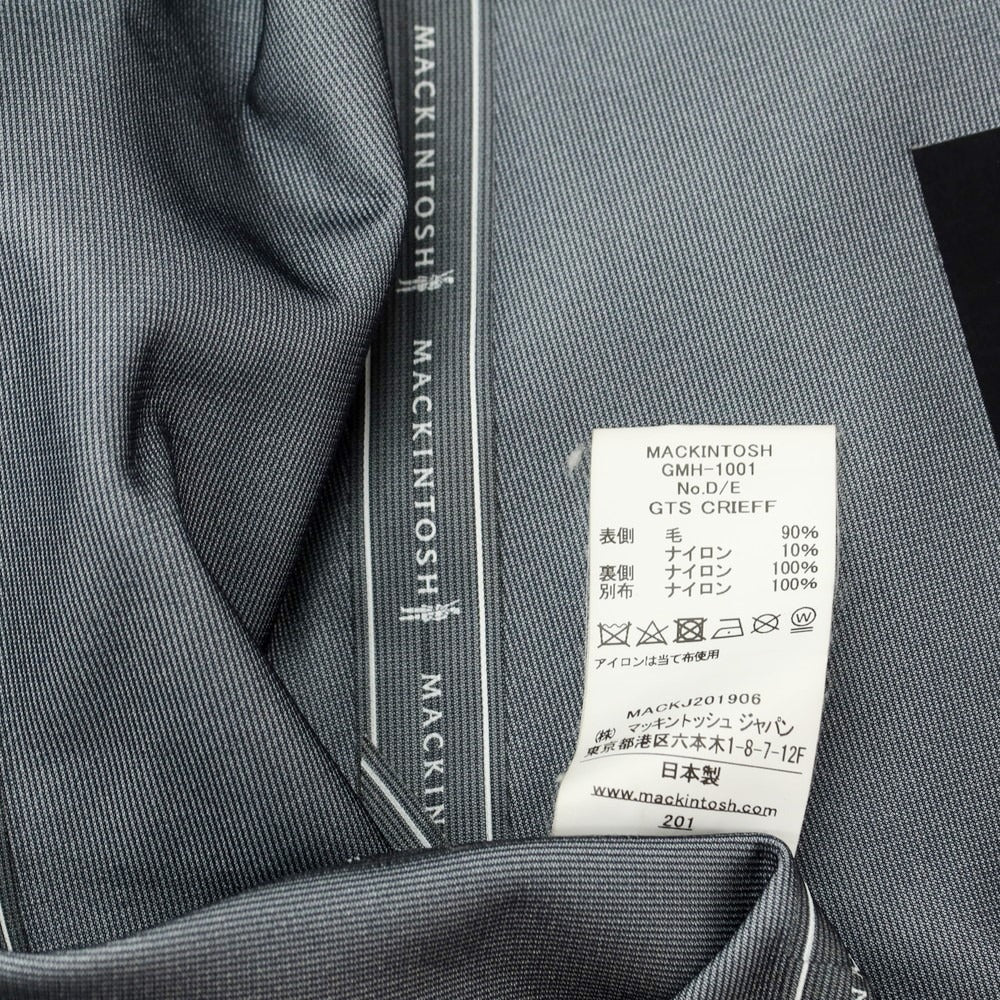 MACKINTOSH
MACKINTOSH
MACKIN
MACKINTOSH
GMH-1001
No.D/E
GTS CRIEFF
表側 毛 90%
ナイロン 10%
裏側 ナイロン 100%
別布 ナイロン 100%
W
アイロンは当て布使用
MACKJ201906
(株) マッキントッシュ ジャパン
東京都港区六本木1-8-7-12F
日本製
www.mackintosh.com
201